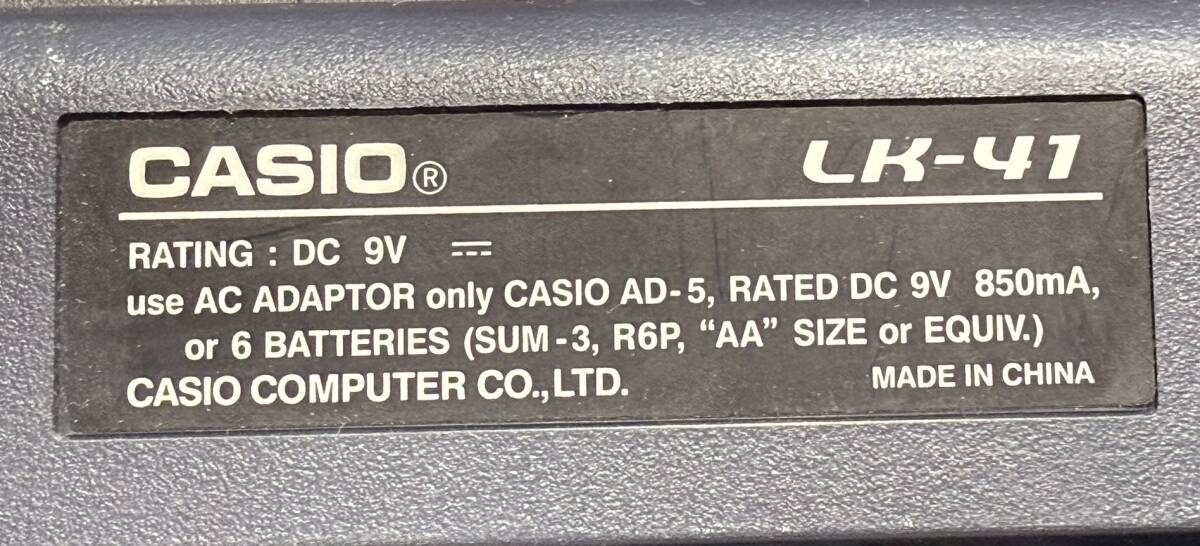 CASIO® LK-41
RATING : DC 9V ⎓
use AC ADAPTOR only CASIO AD-5, RATED DC 9V 850mA,
or 6 BATTERIES (SUM-3, R6P, “AA” SIZE or EQUIV.)
CASIO COMPUTER CO.,LTD. MADE IN CHINA